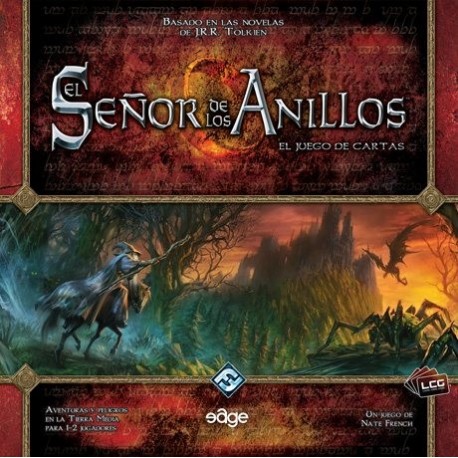 BASADO EN LAS NOVELAS
DE J.R.R. TOLKIEN
EL SEÑOR DE LOS ANILLOS
EL JUEGO DE CARTAS
AVENTURAS Y PELIGROS
EN LA TIERRA MEDIA
PARA 1-2 JUGADORES
edge
LCG
UN JUEGO DE
NATE FRENCH